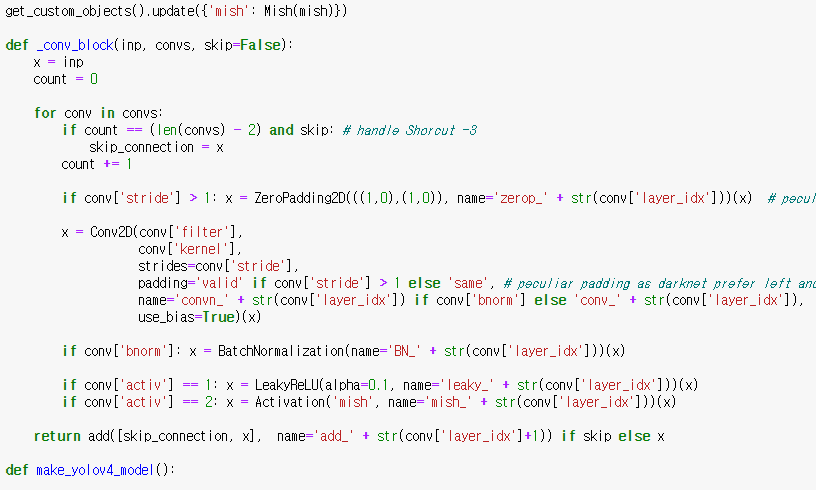 get_custom_objects().update({'mish': Mish(mish)})
def _conv_block(inp, convs, skip=False):
x = inp
count = 0
for conv in convs:
if count == (len(convs) - 2) and skip: # handle Shorcut -3
skip_connection = x
count += 1
if conv['stride'] > 1: x = ZeroPadding2D(((1,0),(1,0)), name='zerop_' + str(conv['layer_idx']))(x) # pecul
x = Conv2D(conv['filter'],
conv['kernel'],
strides=conv['stride'],
padding='valid' if conv['stride'] > 1 else 'same', # peculiar padding as darknet prefer left and
name='convn_' + str(conv['layer_idx']) if conv['bnorm'] else 'conv_' + str(conv['layer_idx']),
use_bias=True)(x)
if conv['bnorm']: x = BatchNormalization(name='BN_' + str(conv['layer_idx']))(x)
if conv['activ'] == 1: x = LeakyReLU(alpha=0.1, name='leaky_' + str(conv['layer_idx']))(x)
if conv['activ'] == 2: x = Activation('mish', name='mish_' + str(conv['layer_idx']))(x)
return add([skip_connection, x], name='add_' + str(conv['layer_idx']+1)) if skip else x
def make_yolov4_model():